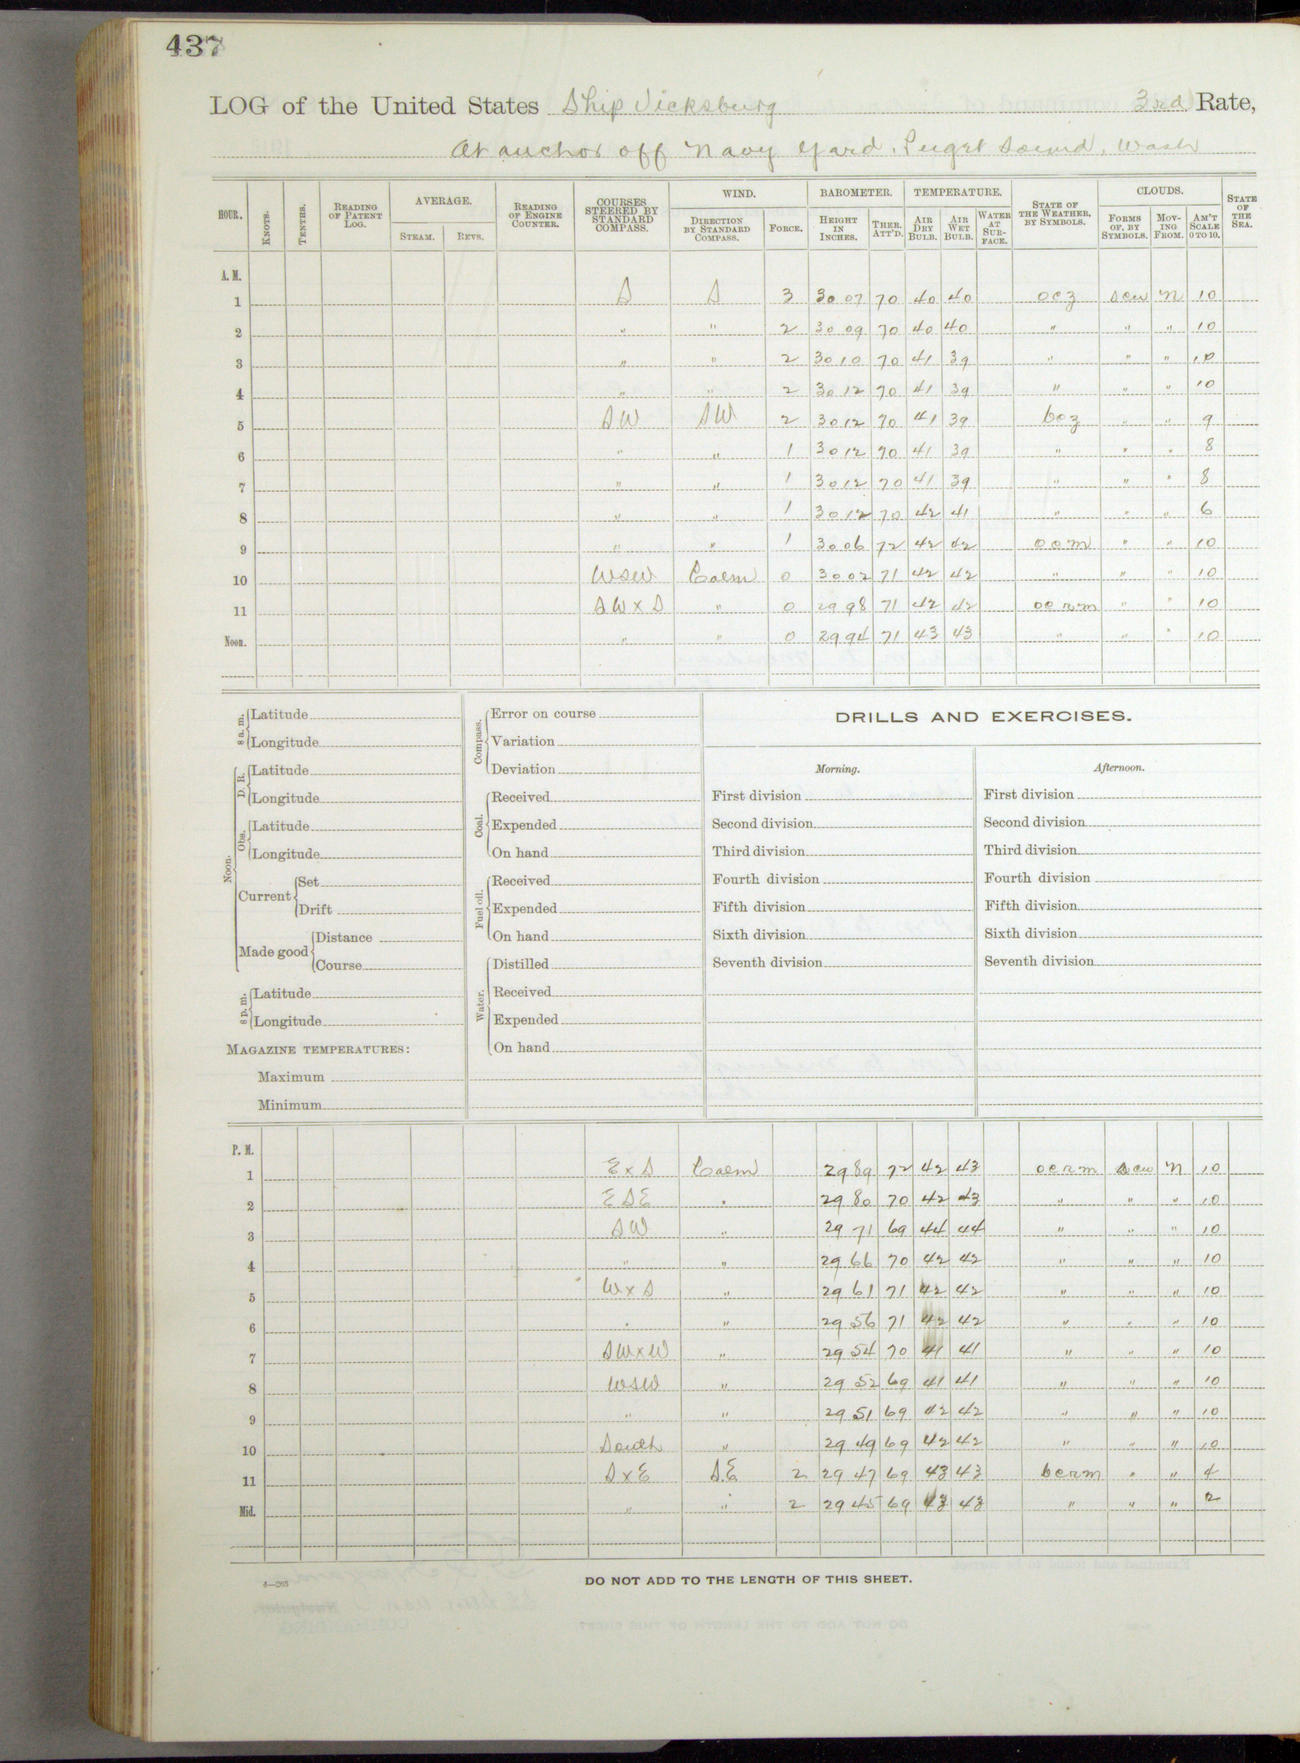 437
LOG of the United States Ship Vicksburg 3rd Rate,
At anchor off Navy Yard, Puget Sound, Wash
HOUR. KNOTS. TENTHS. READING OF PATENT LOG. AVERAGE. STEAM. REVS. READING OF ENGINE COUNTER. COURSES STEERED BY STANDARD COMPASS. WIND. DIRECTION BY STANDARD COMPASS. FORCE. BAROMETER. HEIGHT IN INCHES. THER. ATT'D. TEMPERATURE. AIR DRY BULB. AIR WET BULB. WATER AT SURFACE. STATE OF THE WEATHER, BY SYMBOLS. CLOUDS. FORMS OF, BY SYMBOLS. MOVING FROM. AM'T SCALE 0 TO 10. STATE OF THE SEA.
A. M.
1 S S 3 30 07 70 40 40 ocz scu N 10
2 " " 2 30 09 70 40 40 " " " 10
3 " " 2 30 10 70 41 39 " " " 10
4 " " 2 30 12 70 41 39 " " " 10
5 SW SW 2 30 12 70 41 39 bcz " " 9
6 " " 1 30 12 70 41 39 " " " 8
7 " " 1 30 12 70 41 39 " " " 8
8 " " 1 30 12 70 42 41 " " " 6
9 " " 1 30 06 72 42 42 ocm " " 10
10 WSW Calm 0 30 02 71 42 42 " " " 10
11 SWxS " 0 29 98 71 42 42 ocrm " " 10
Noon. " " 0 29 94 71 43 43 " " " 10
8 a. m. Latitude
Longitude
Noon. D. R. Latitude
Longitude
Obs. Latitude
Longitude
Current Set
Drift
Made good Distance
Course
8 p. m. Latitude
Longitude
MAGAZINE TEMPERATURES:
Maximum
Minimum
Compass. Error on course
Variation
Deviation
Coal. Received
Expended
On hand
Fuel oil. Received
Expended
On hand
Water. Distilled
Received
Expended
On hand
DRILLS AND EXERCISES.
Morning. Afternoon.
First division First division
Second division Second division
Third division Third division
Fourth division Fourth division
Fifth division Fifth division
Sixth division Sixth division
Seventh division Seventh division
P. M.
1 ExS Calm 29 89 72 42 43 ocrm scu N 10
2 ESE " 29 80 70 42 43 " " " 10
3 SW " 29 71 69 44 44 " " " 10
4 " " 29 66 70 42 42 " " " 10
5 WxS " 29 61 71 42 42 " " " 10
6 " " 29 56 71 42 42 " " " 10
7 SWxW " 29 54 70 41 41 " " " 10
8 WSW " 29 52 69 41 41 " " " 10
9 " " 29 51 69 42 42 " " " 10
10 South " 29 49 69 42 42 " " " 10
11 SxE SE 2 29 47 69 43 43 bcrm " " 4
Mid. " " 2 29 45 69 43 43 " " " 2
DO NOT ADD TO THE LENGTH OF THIS SHEET.